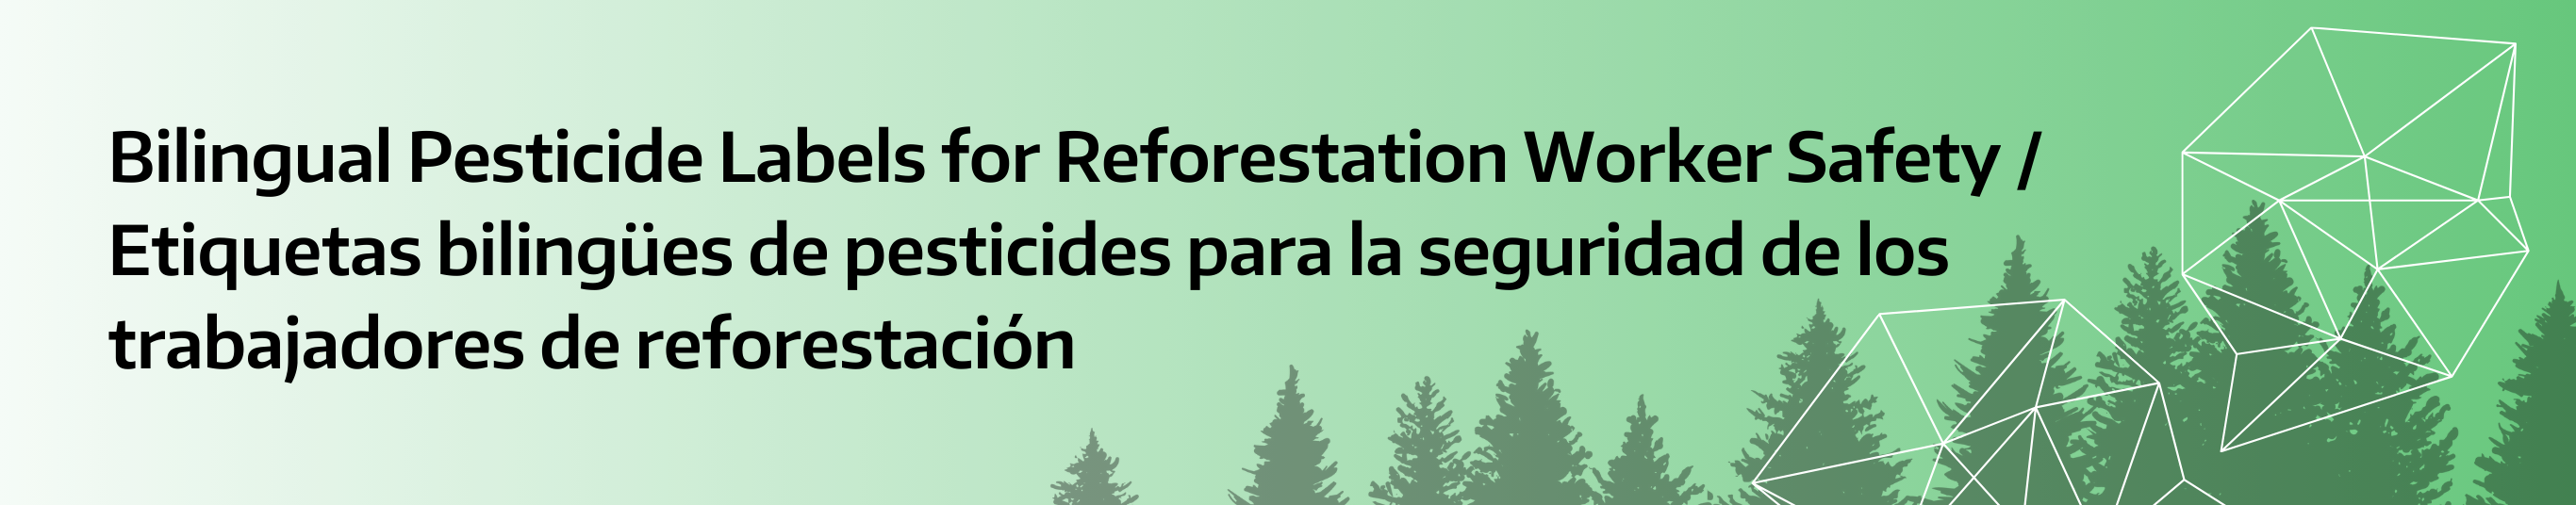 Bilingual Pesticide Labels for Reforestation Worker Safety /
Etiquetas bilingües de pesticides para la seguridad de los
trabajadores de reforestación